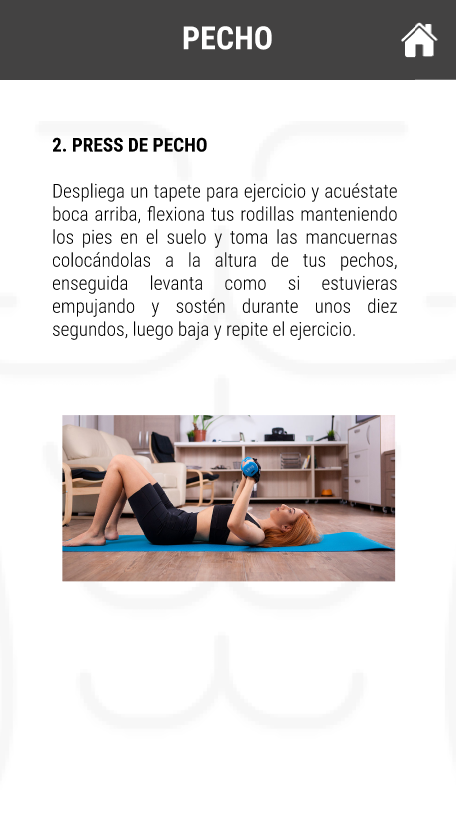 PECHO
2. PRESS DE PECHO
Despliega un tapete para ejercicio y acuéstate
boca arriba, flexiona tus rodillas manteniendo
los pies en el suelo y toma las mancuernas
colocándolas a la altura de tus pechos,
enseguida levanta como si estuvieras
empujando y sostén durante unos diez
segundos, luego baja y repite el ejercicio.